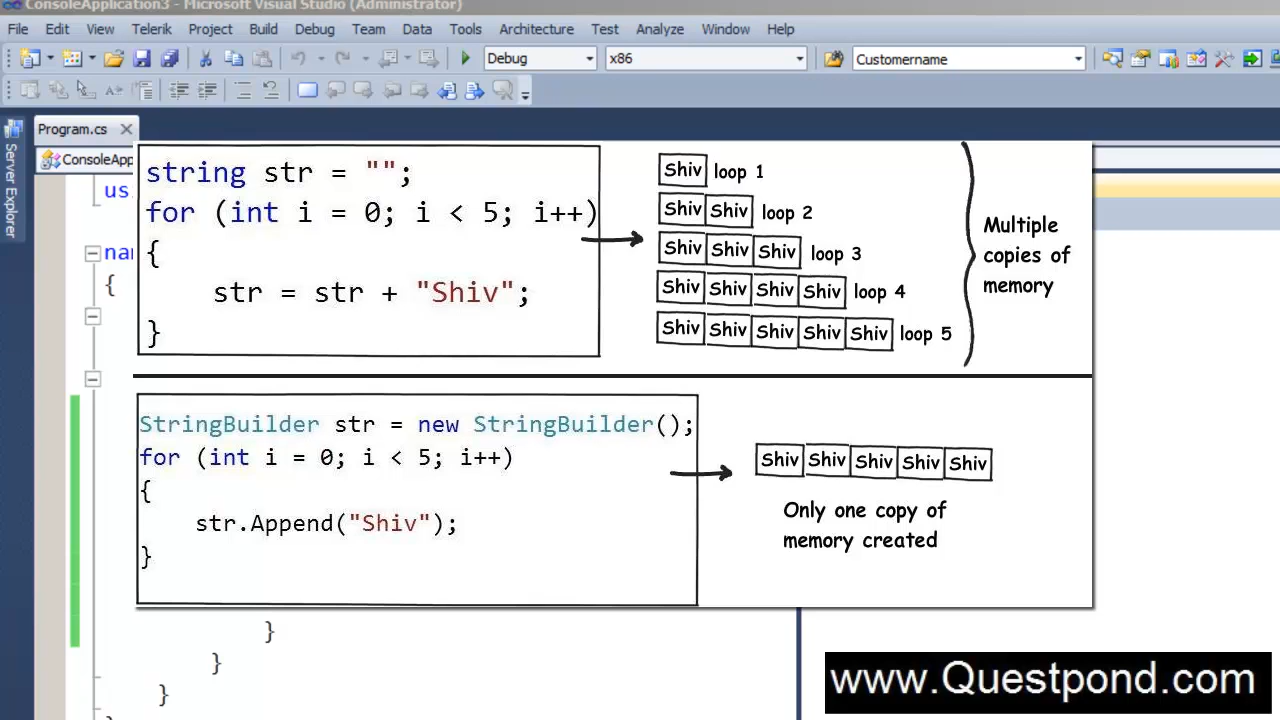 ConsoleApplication3 - Microsoft Visual Studio (Administrator)
File Edit View Telerik Project Build Debug Team Data Tools Architecture Test Analyze Window Help
Debug x86 Customername
Server Explorer
Program.cs
ConsoleApp
us
nam
{
string str = "";
for (int i = 0; i < 5; i++)
{
str = str + "Shiv";
}
Shiv loop 1
Shiv Shiv loop 2
Shiv Shiv Shiv loop 3
Shiv Shiv Shiv Shiv loop 4
Shiv Shiv Shiv Shiv Shiv loop 5
Multiple
copies of
memory
StringBuilder str = new StringBuilder();
for (int i = 0; i < 5; i++)
{
str.Append("Shiv");
}
Shiv Shiv Shiv Shiv Shiv
Only one copy of
memory created
}
}
}
www.Questpond.com